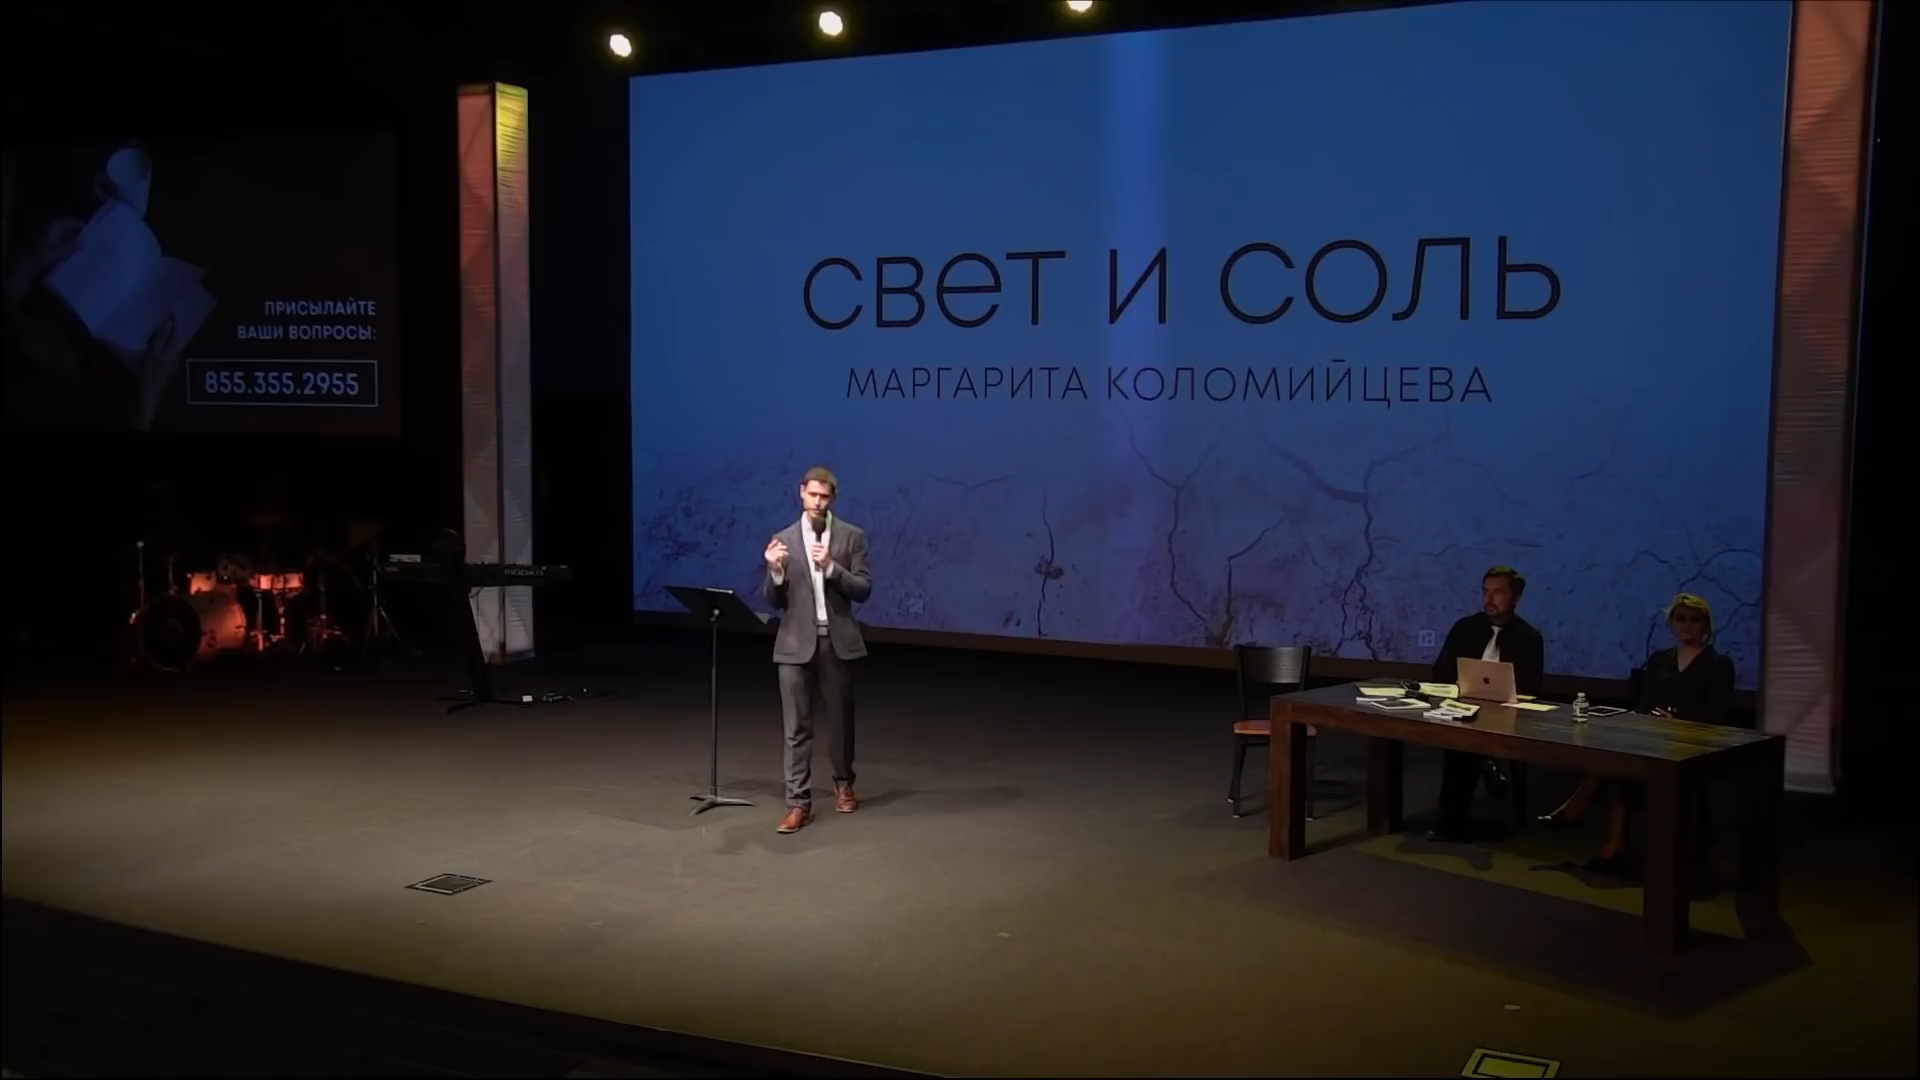 ПРИСЫЛАЙТЕ
ВАШИ ВОПРОСЫ:
855.355.2955
свет и соль
МАРГАРИТА КОЛОМИЙЦЕВА